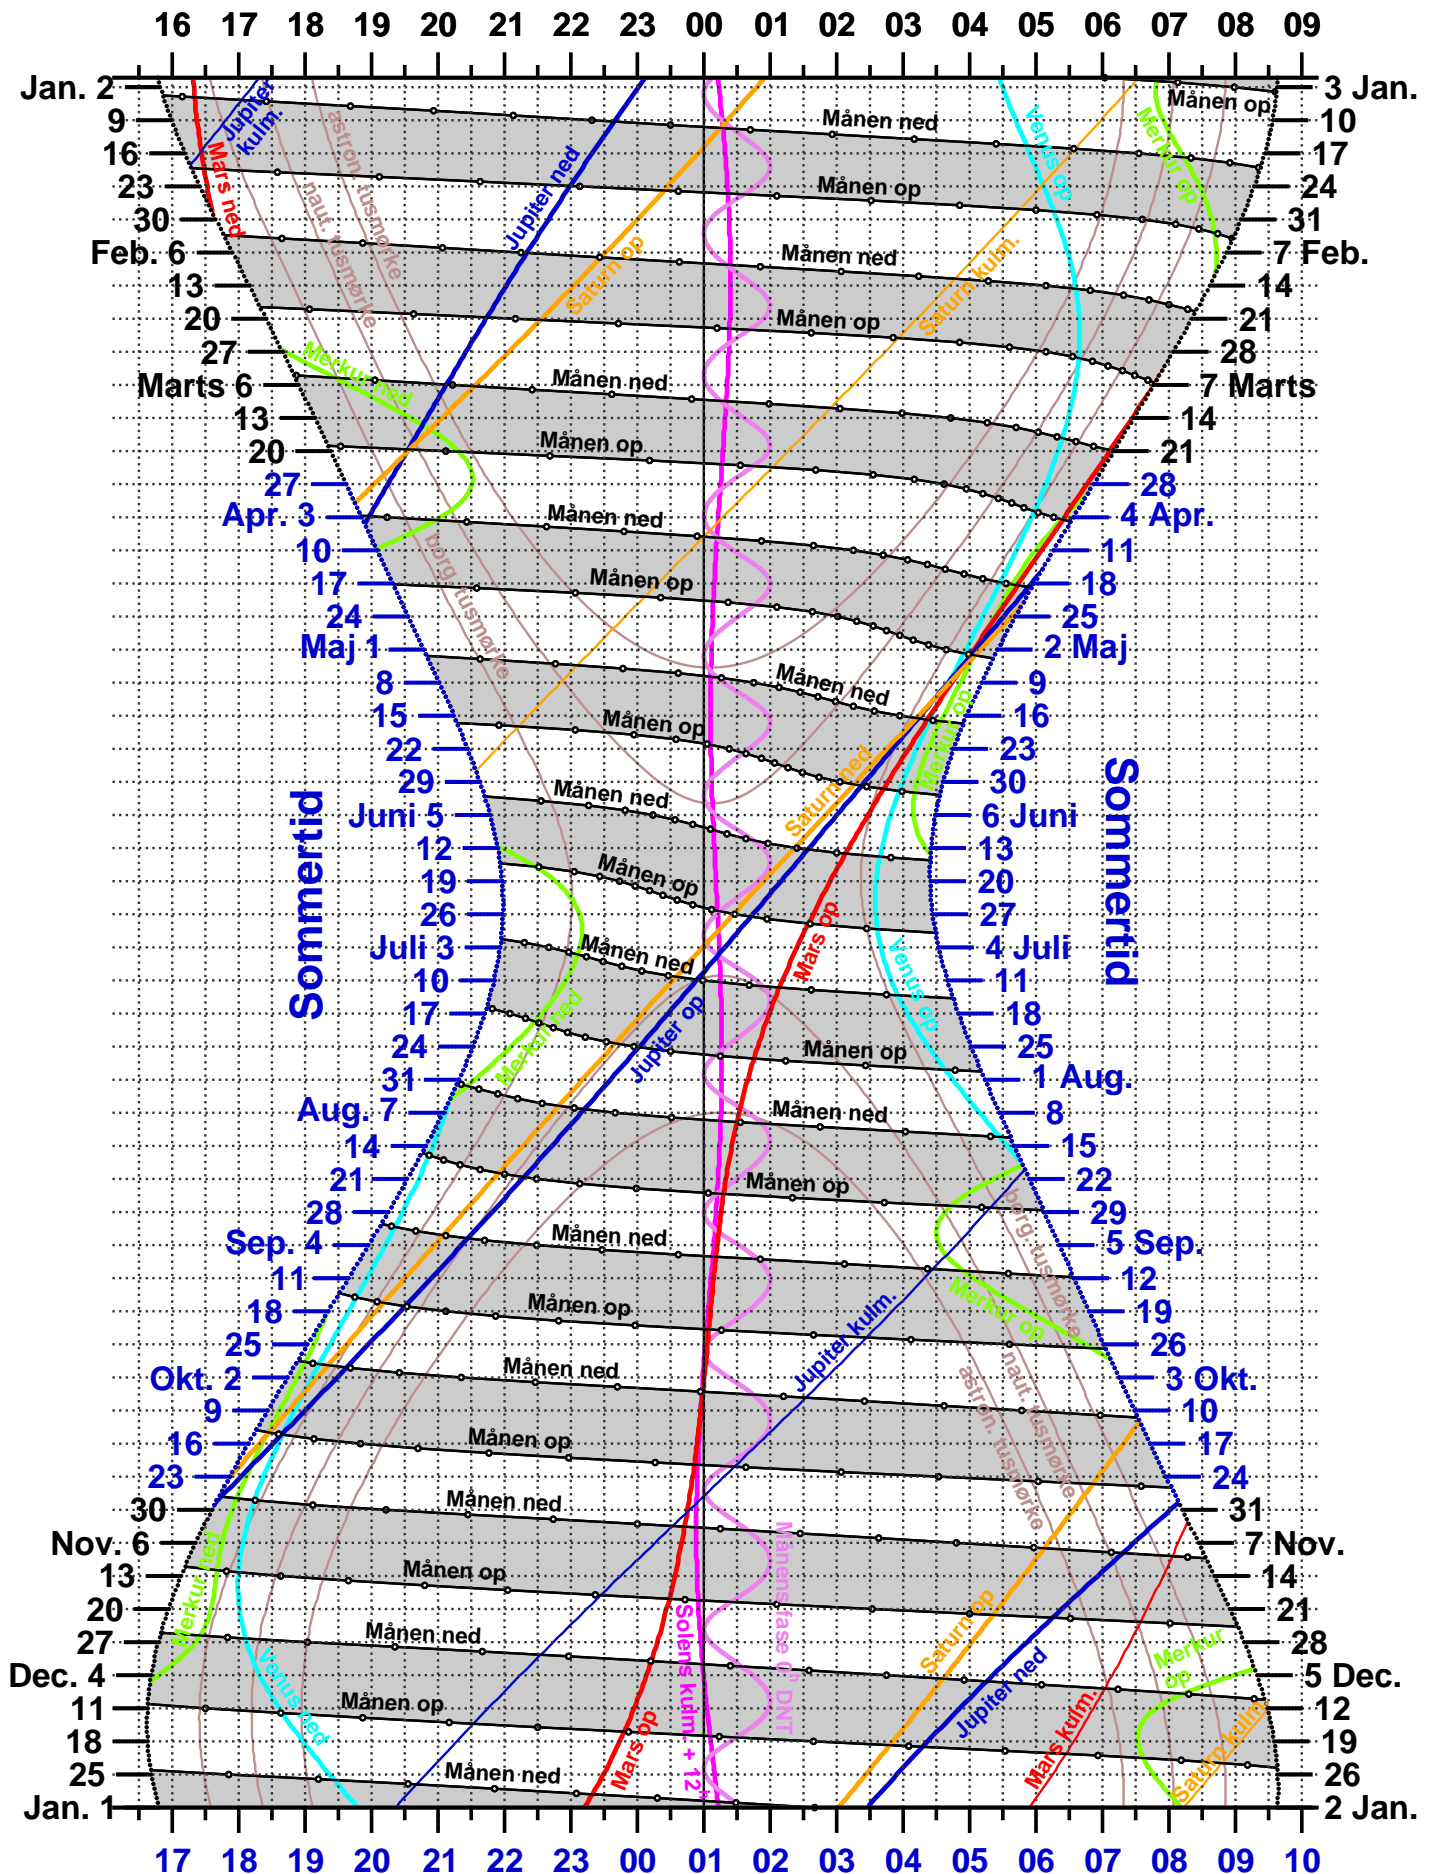 16 17 18 19 20 21 22 23 00 01 02 03 04 05 06 07 08 09
Jan. 2
3 Jan.
9
10
16
17
23
24
30
31
Feb. 6
7 Feb.
13
14
20
21
27
28
Marts 6
7 Marts
13
14
20
21
27
28
Apr. 3
4 Apr.
10
11
17
18
24
25
Maj 1
2 Maj
8
9
15
16
22
23
29
30
Juni 5
6 Juni
12
13
19
20
26
27
Juli 3
4 Juli
10
11
17
18
24
25
31
1 Aug.
Aug. 7
8
14
15
21
22
28
29
Sep. 4
5 Sep.
11
12
18
19
25
26
Okt. 2
3 Okt.
9
10
16
17
23
24
30
31
Nov. 6
7 Nov.
13
14
20
21
27
28
Dec. 4
5 Dec.
11
12
18
19
25
26
Jan. 1
2 Jan.
17 18 19 20 21 22 23 00 01 02 03 04 05 06 07 08 09 10
Sommertid
Sommertid
Jupiter
kulm.
Mars ned
astron. tusmørke
naut. tusmørke
Jupiter ned
Saturn op
Månen ned
Månen op
Venus op
Merkur op
Månen op
Månen ned
Saturn kulm.
Månen op
Merkur ned
Månen ned
Månen op
Månen ned
borg. tusmørke
Månen op
Månen ned
Månen op
Merkur op
Saturn ned
Månen ned
Månen op
Mars op
Månen ned
Venus op
Merkur ned
Jupiter op
Månen op
Månen ned
Månen op
Månen ned
borg. tusmørke
Merkur op
Månen op
Jupiter kulm.
Månen ned
naut. tusmørke
astron. tusmørke
Månen op
Månen ned
Merkur ned
Månen op
Månensfase 0h DNT
Solens kulm. + 12h
Månen ned
Saturn op
Merkur
op
Venus ned
Månen op
Jupiter ned
Mars op
Mars kulm.
Saturn kulm.
Månen ned